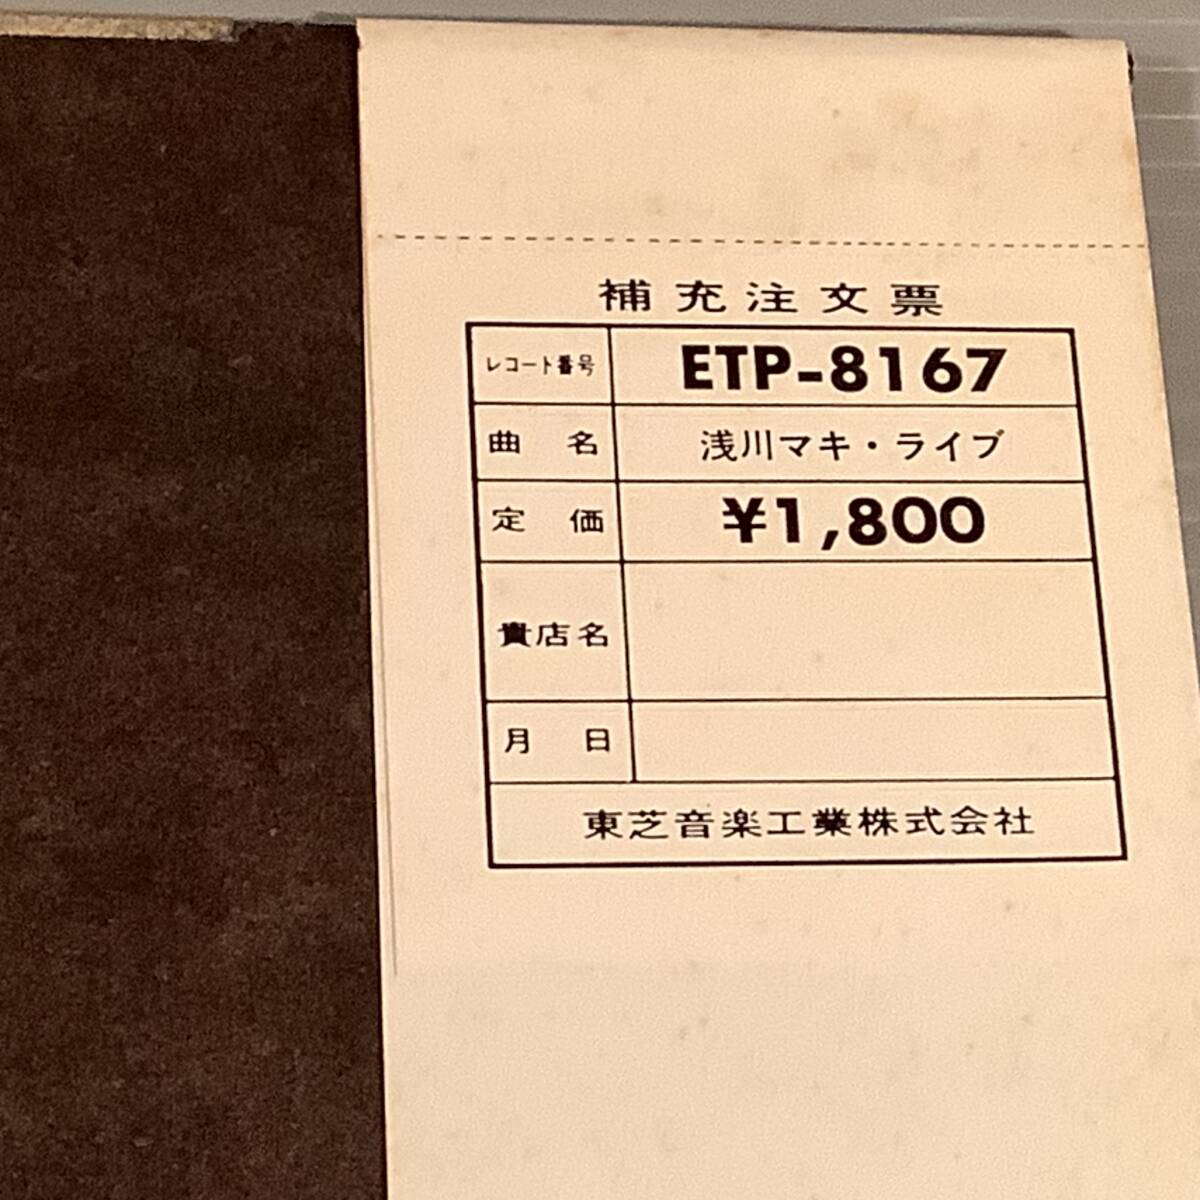 補充注文票
レコード番号 ETP-8167
曲名 浅川マキ・ライブ
定価 ¥1,800
貴店名
月日
東芝音楽工業株式会社